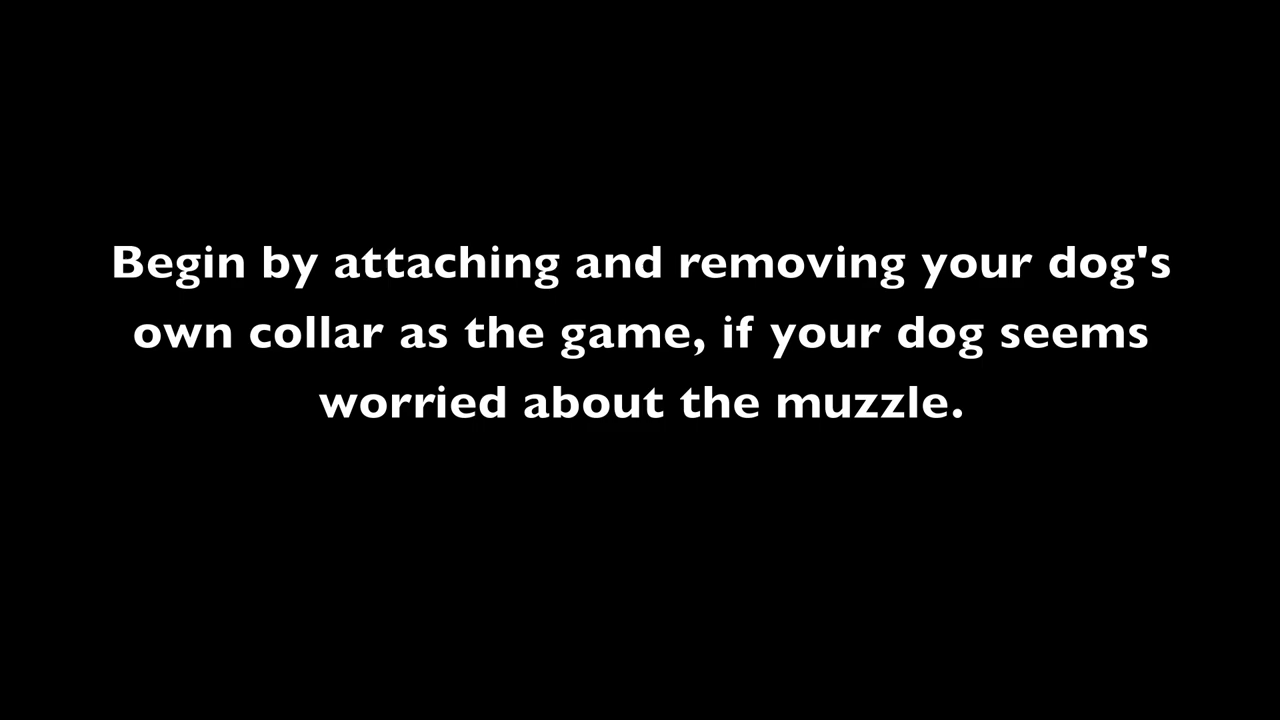 Begin by attaching and removing your dog's
own collar as the game, if your dog seems
worried about the muzzle.